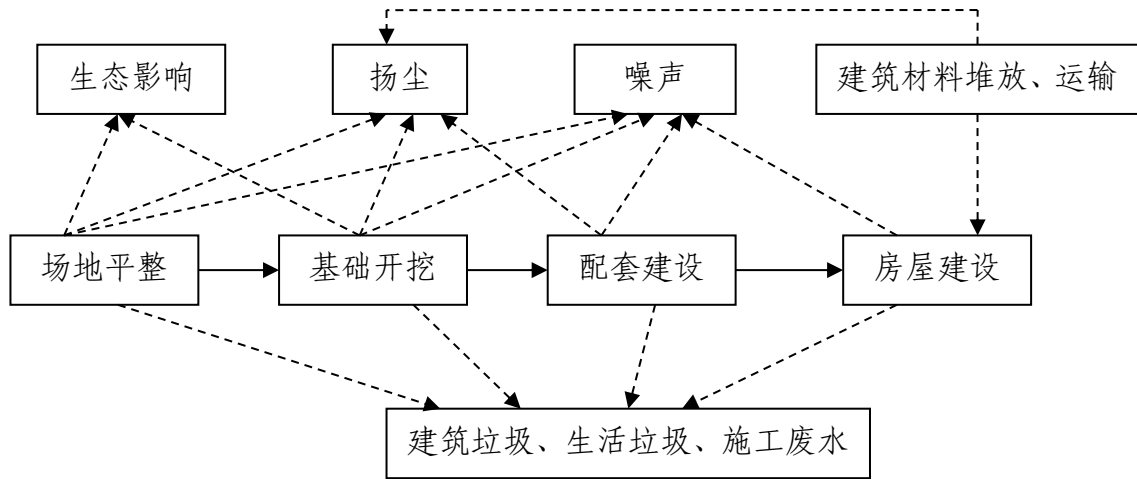 生态影响
扬尘
噪声
建筑材料堆放、运输
场地平整
基础开挖
配套建设
房屋建设
建筑垃圾、生活垃圾、施工废水